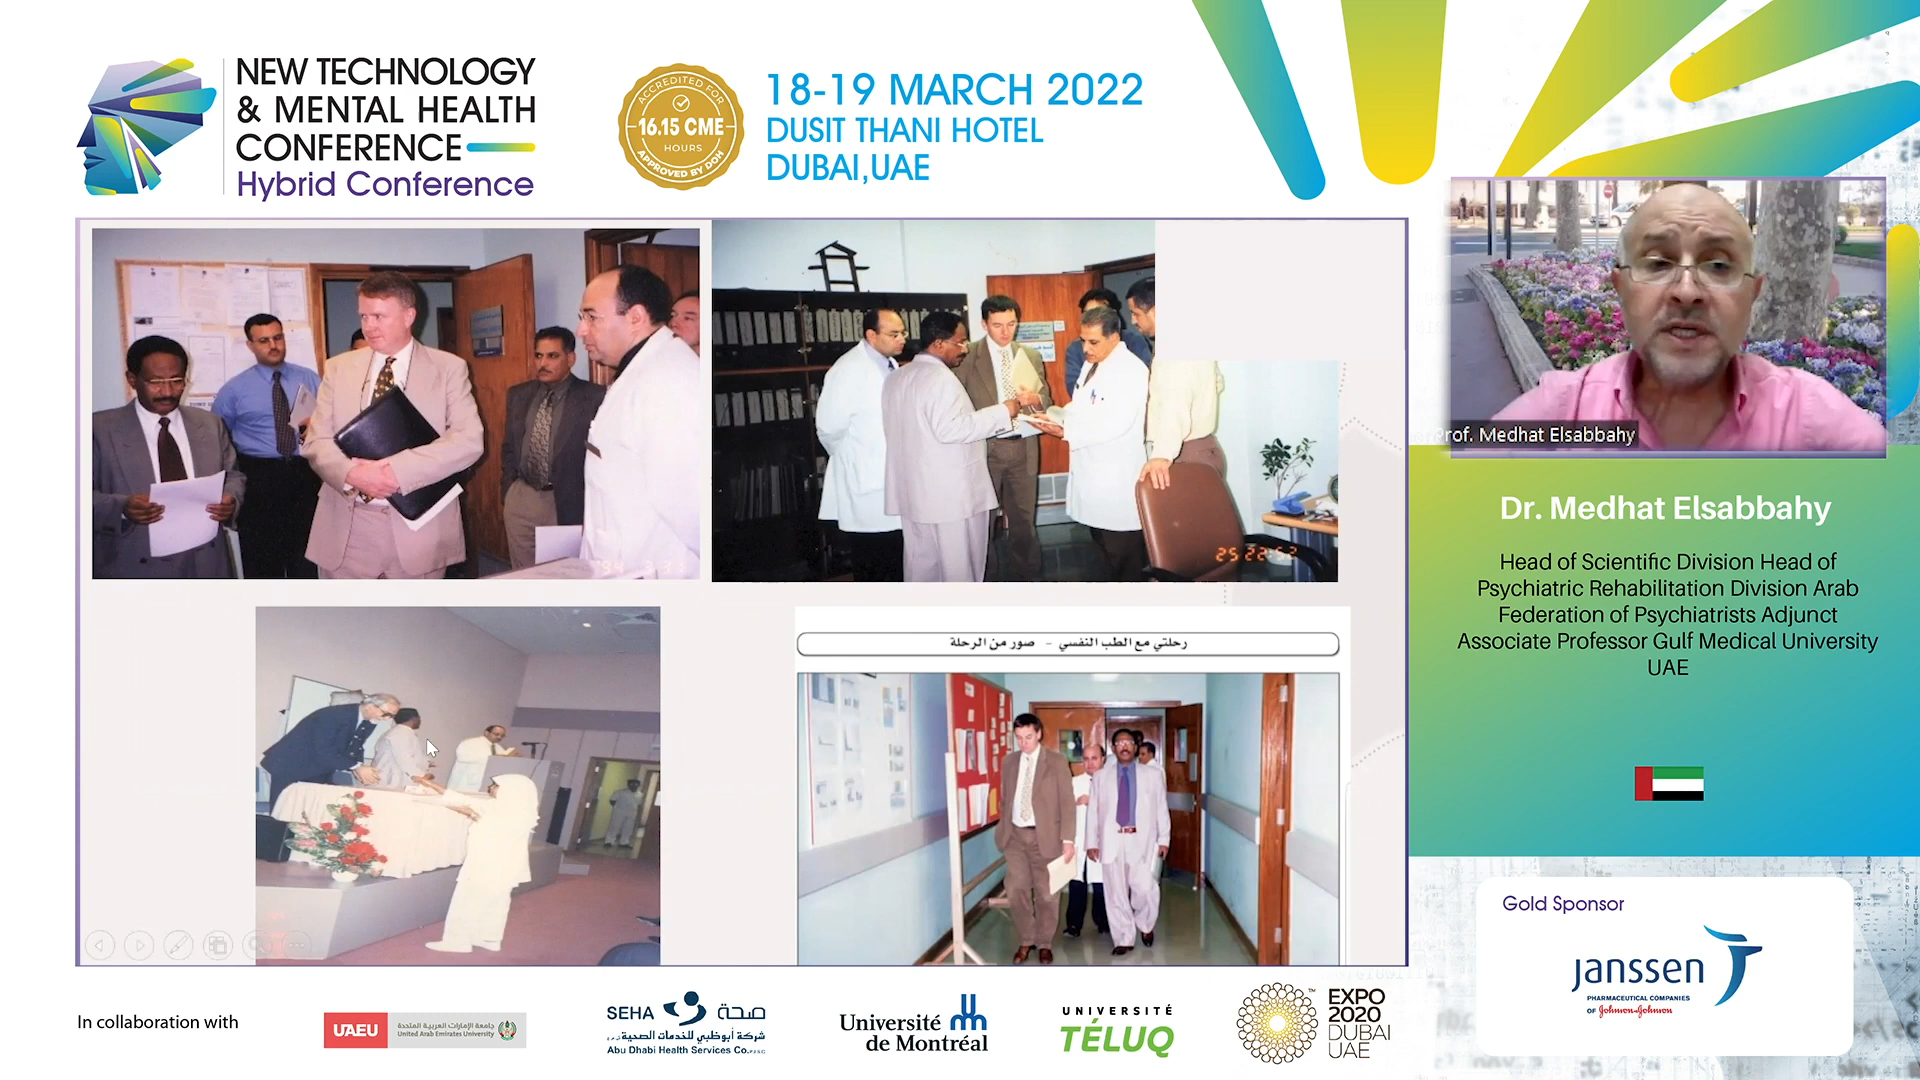 NEW TECHNOLOGY
& MENTAL HEALTH
CONFERENCE
Hybrid Conference
ACCREDITED FOR
16.15 CME
HOURS
APPROVED BY DOH
18-19 MARCH 2022
DUSIT THANI HOTEL
DUBAI,UAE
25 22:52
رحلتي مع الطب النفسي - صور من الرحلة
Prof. Medhat Elsabbahy
Dr. Medhat Elsabbahy
Head of Scientific Division Head of
Psychiatric Rehabilitation Division Arab
Federation of Psychiatrists Adjunct
Associate Professor Gulf Medical University
UAE
Gold Sponsor
janssen
PHARMACEUTICAL COMPANIES
OF Johnson & Johnson
In collaboration with
UAEU
جامعة الإمارات العربية المتحدة
United Arab Emirates University
SEHA صحة
شركة أبوظبي للخدمات الصحية
Abu Dhabi Health Services Co.
Université
de Montréal
UNIVERSITÉ
TÉLUQ
EXPO
2020
DUBAI
UAE